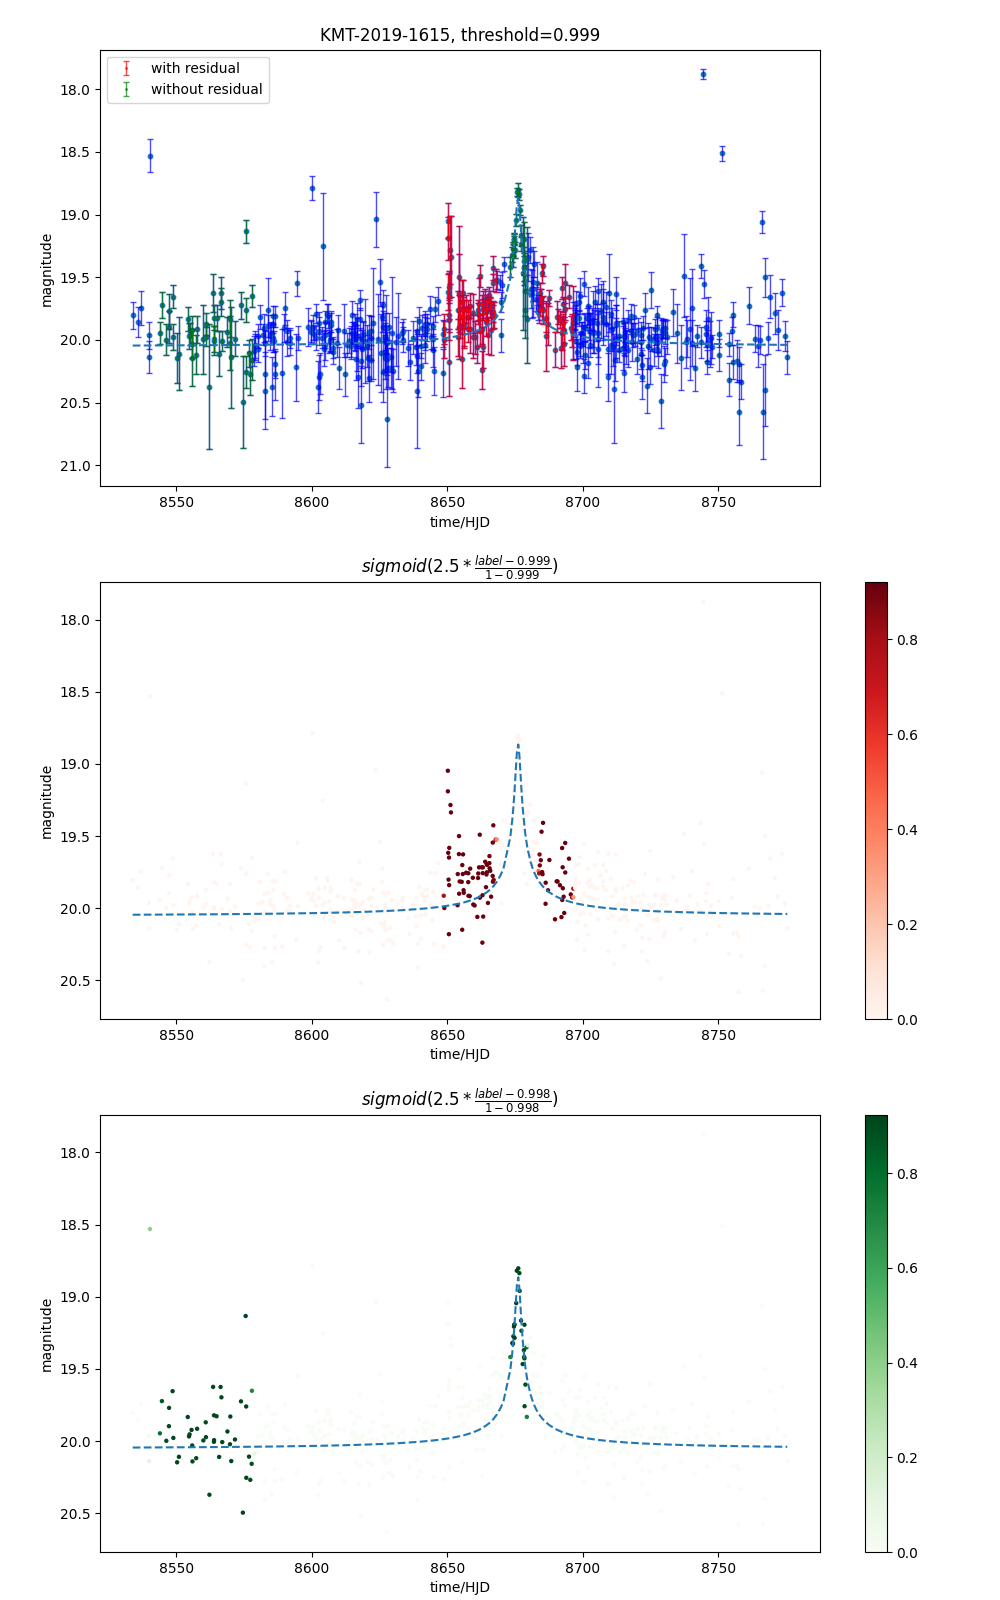 KMT-2019-1615, threshold=0.999
with residual
without residual
magnitude
18.0
18.5
19.0
19.5
20.0
20.5
21.0
8550 8600 8650 8700 8750
time/HJD
sigmoid(2.5 * \frac{label − 0.999}{1 − 0.999})
magnitude
18.0
18.5
19.0
19.5
20.0
20.5
8550 8600 8650 8700 8750
time/HJD
0.8
0.6
0.4
0.2
0.0
sigmoid(2.5 * \frac{label − 0.998}{1 − 0.998})
magnitude
18.0
18.5
19.0
19.5
20.0
20.5
8550 8600 8650 8700 8750
time/HJD
0.8
0.6
0.4
0.2
0.0